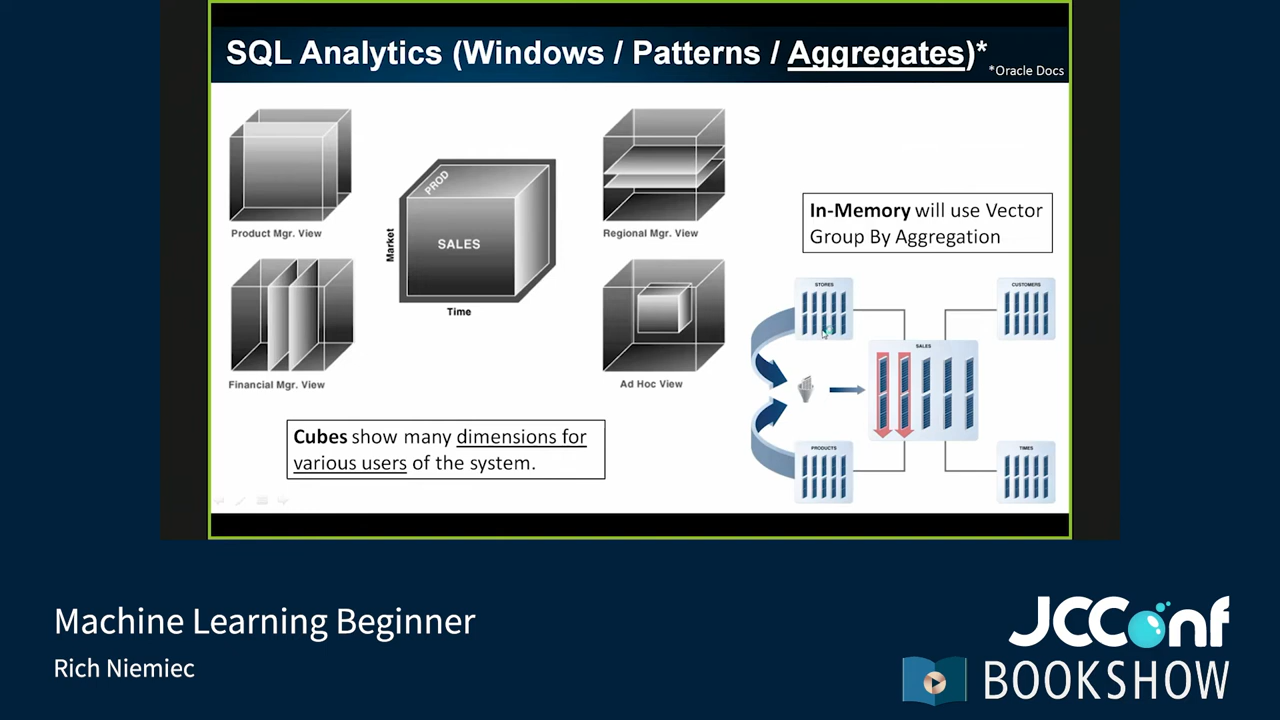 SQL Analytics (Windows / Patterns / Aggregates)*
*Oracle Docs
Product Mgr. View
PROD
Market
SALES
Time
Regional Mgr. View
Financial Mgr. View
Ad Hoc View
Cubes show many dimensions for
various users of the system.
In-Memory will use Vector
Group By Aggregation
STORES
CUSTOMERS
SALES
PRODUCTS
TIMES
Machine Learning Beginner
Rich Niemiec
JCConf
BOOKSHOW